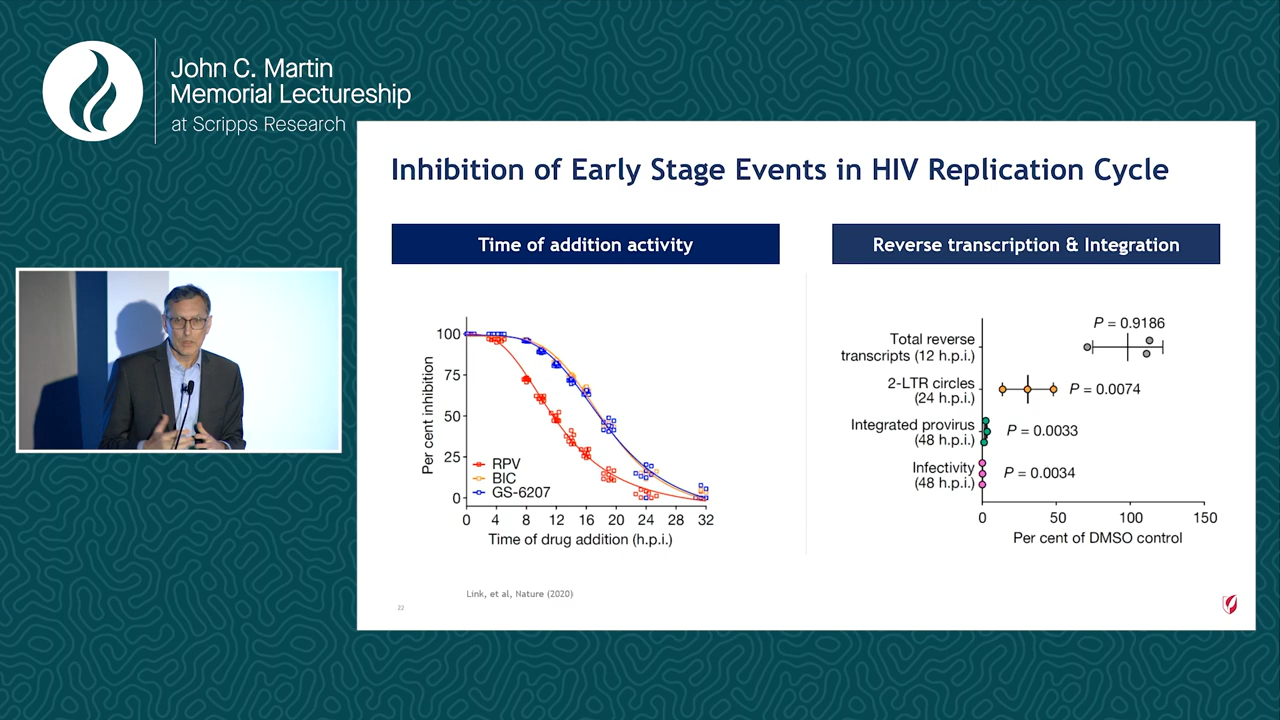 John C. Martin
Memorial Lectureship
at Scripps Research
Inhibition of Early Stage Events in HIV Replication Cycle
Time of addition activity
Per cent inhibition
100
75
50
25
0
RPV
BIC
GS-6207
0 4 8 12 16 20 24 28 32
Time of drug addition (h.p.i.)
Reverse transcription & Integration
Total reverse
transcripts (12 h.p.i.)
P = 0.9186
2-LTR circles
(24 h.p.i.)
P = 0.0074
Integrated provirus
(48 h.p.i.)
P = 0.0033
Infectivity
(48 h.p.i.)
P = 0.0034
0 50 100 150
Per cent of DMSO control
Link, et al, Nature (2020)
22